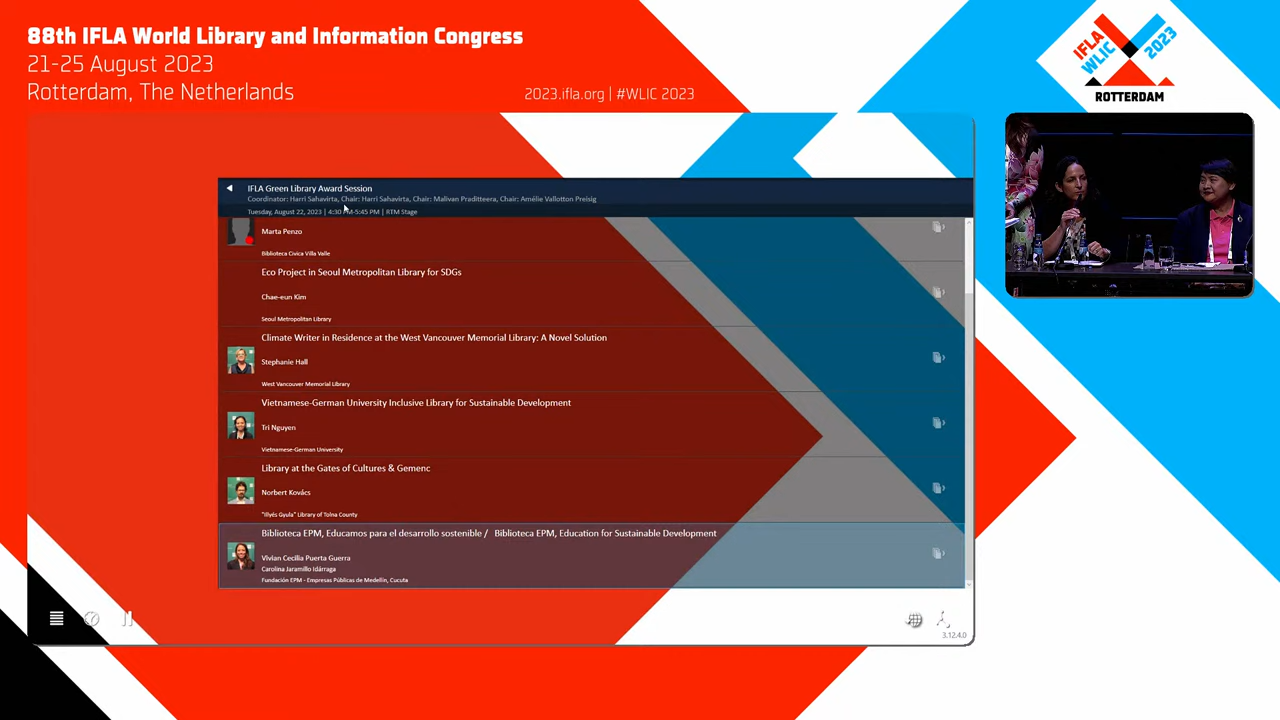 88th IFLA World Library and Information Congress
21-25 August 2023
Rotterdam, The Netherlands
2023.ifla.org | #WLIC 2023
IFLA
WLIC
2023
ROTTERDAM
IFLA Green Library Award Session
Coordinator: Harri Sahavirta, Chair: Harri Sahavirta, Chair: Malivan Praditteera, Chair: Amélie Vallotton Preisig
Tuesday, August 22, 2023 | 4:30 PM-5:45 PM | RTM Stage
Marta Penzo
Biblioteca Civica Villa Valle
Eco Project in Seoul Metropolitan Library for SDGs
Chae-eun Kim
Seoul Metropolitan Library
Climate Writer in Residence at the West Vancouver Memorial Library: A Novel Solution
Stephanie Hall
West Vancouver Memorial Library
Vietnamese-German University Inclusive Library for Sustainable Development
Tri Nguyen
Vietnamese-German University
Library at the Gates of Cultures & Gemenc
Norbert Kovács
"Illyés Gyula" Library of Tolna County
Biblioteca EPM, Educamos para el desarrollo sostenible / Biblioteca EPM, Education for Sustainable Development
Vivian Cecilia Puerta Guerra
Carolina Jaramillo Idárraga
Fundación EPM - Empresas Públicas de Medellín, Cucuta
3.12.4.0